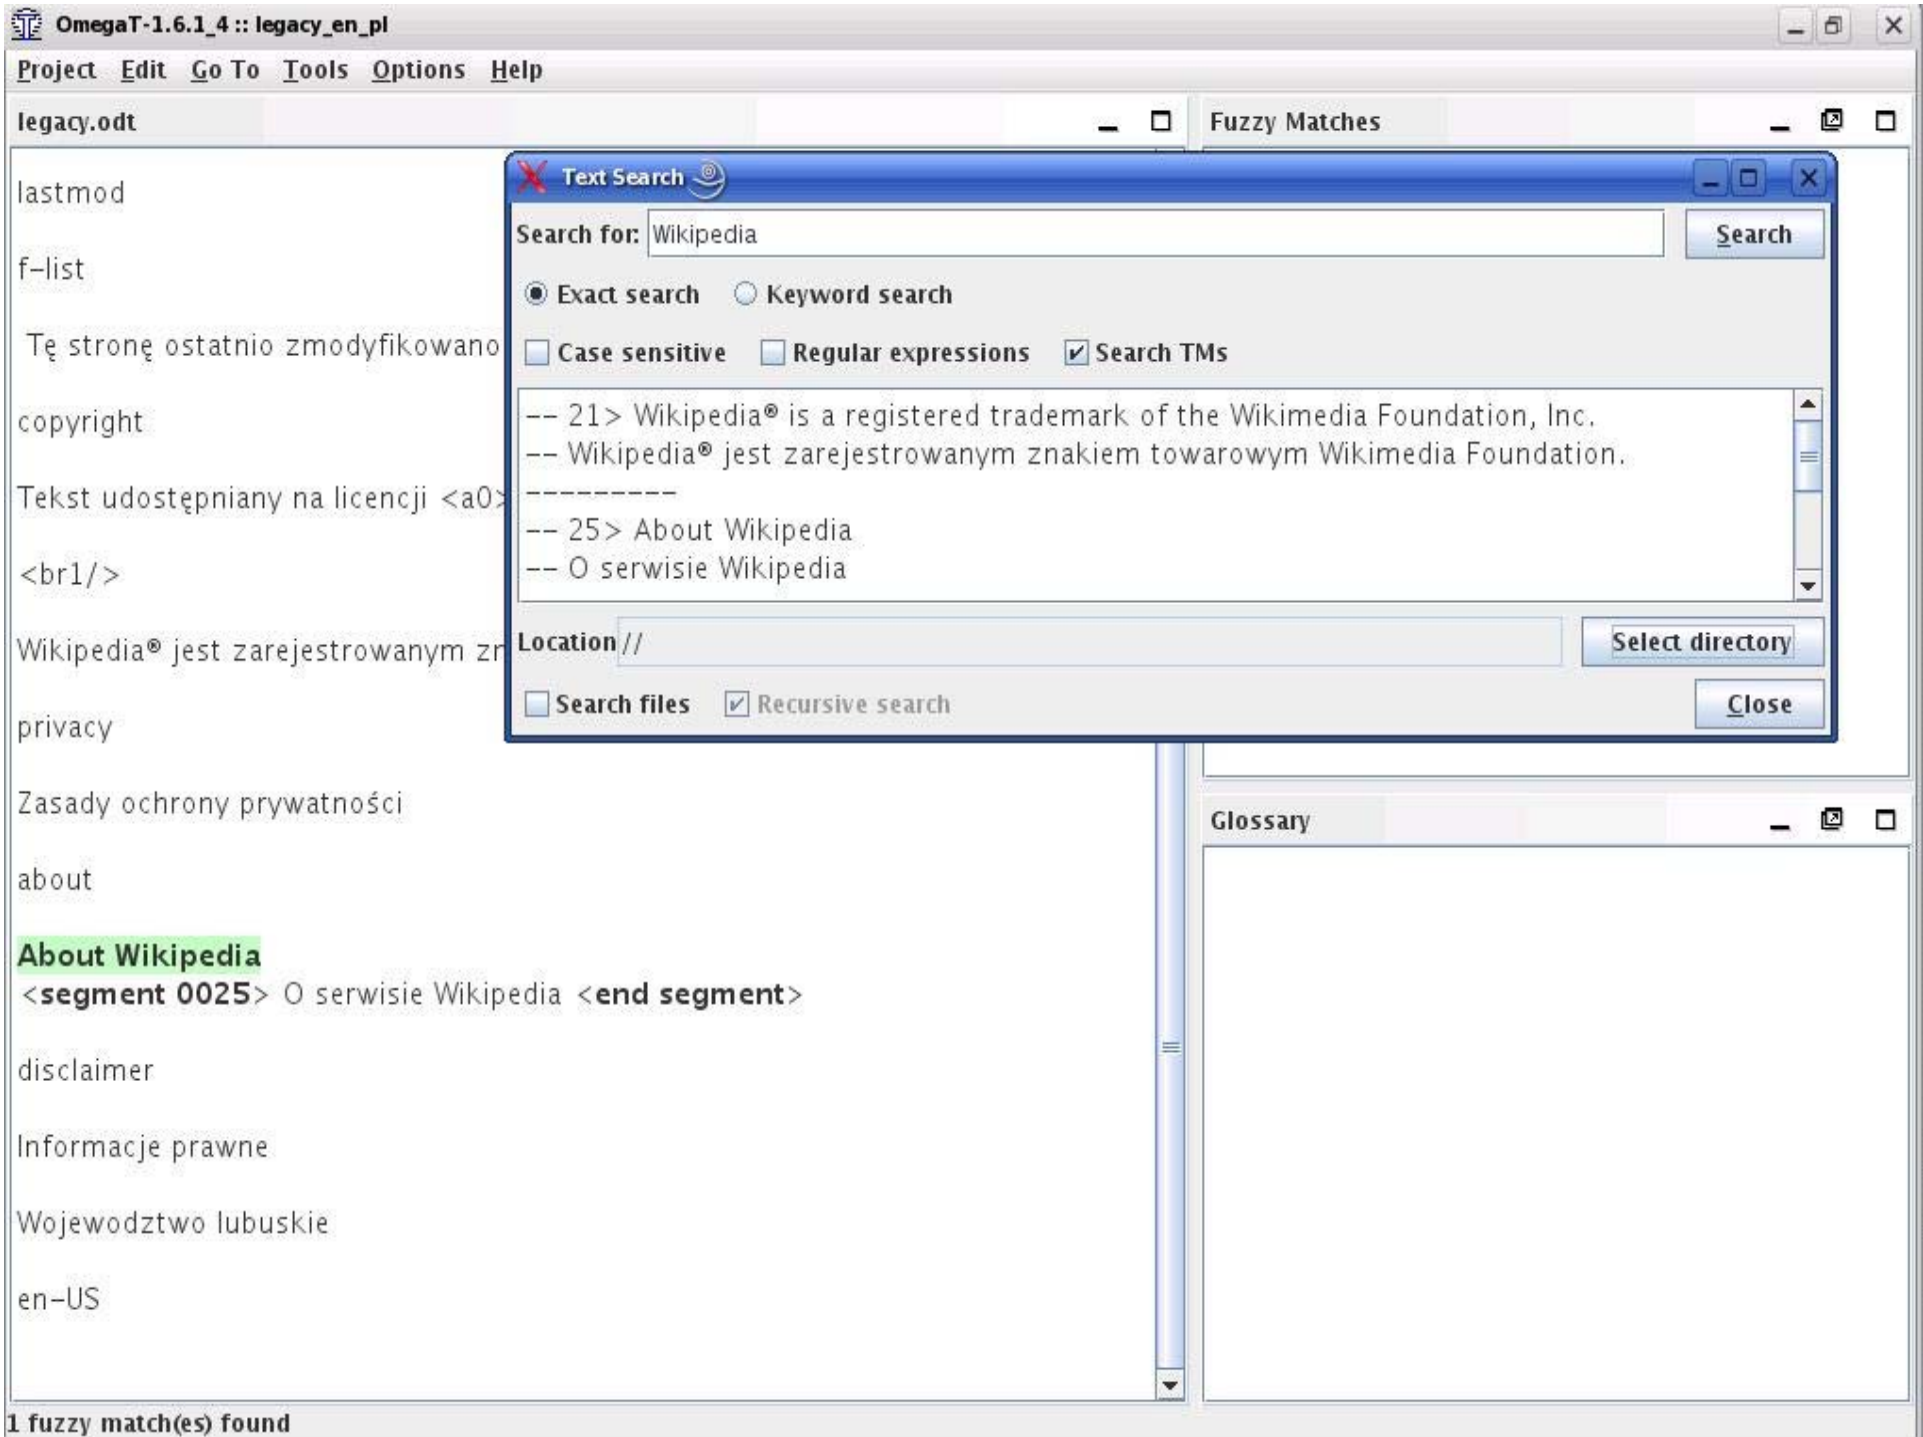 OmegaT-1.6.1_4 :: legacy_en_pl
Project Edit Go To Tools Options Help
legacy.odt
Fuzzy Matches
lastmod
f-list
Tę stronę ostatnio zmodyfikowano
copyright
Tekst udostępniany na licencji <a0>
<br1/>
Wikipedia® jest zarejestrowanym
privacy
Zasady ochrony prywatności
about
About Wikipedia
<segment 0025> O serwisie Wikipedia <end segment>
disclaimer
Informacje prawne
Wojewodztwo lubuskie
en-US
Text Search
Search for: Wikipedia
Search
Exact search Keyword search
Case sensitive Regular expressions Search TMs
-- 21> Wikipedia® is a registered trademark of the Wikimedia Foundation, Inc.
-- Wikipedia® jest zarejestrowanym znakiem towarowym Wikimedia Foundation.
---------
-- 25> About Wikipedia
-- O serwisie Wikipedia
Location //
Select directory
Search files Recursive search
Close
Glossary
1 fuzzy match(es) found